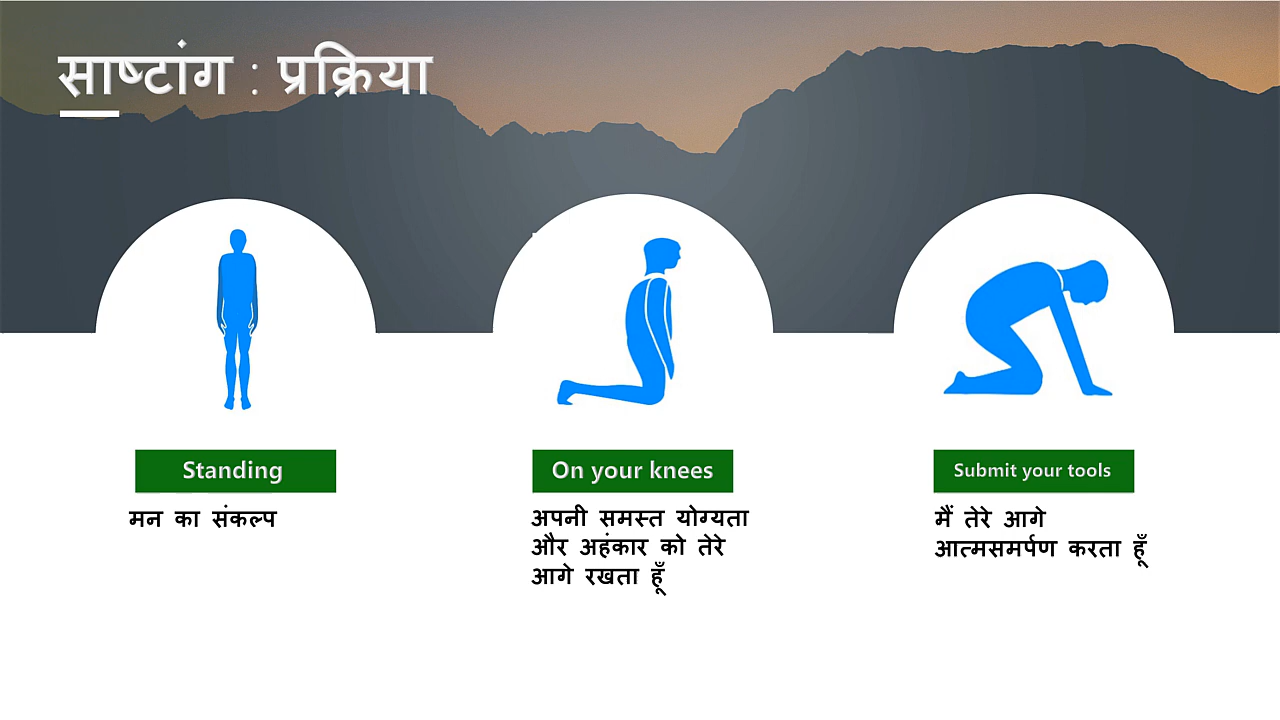 साष्टांग : प्रक्रिया
Standing
मन का संकल्प
On your knees
अपनी समस्त योग्यता
और अहंकार को तेरे
आगे रखता हूँ
Submit your tools
मैं तेरे आगे
आत्मसमर्पण करता हूँ